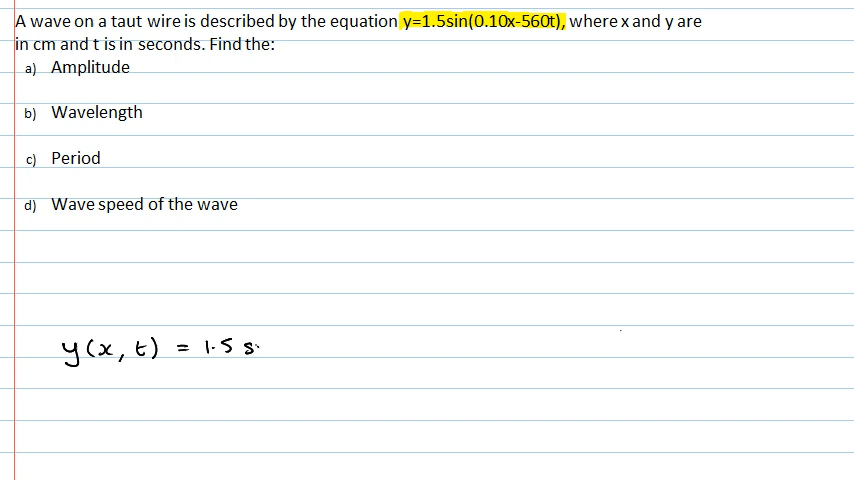 A wave on a taut wire is described by the equation y=1.5sin(0.10x-560t), where x and y are
in cm and t is in seconds. Find the:
a) Amplitude
b) Wavelength
c) Period
d) Wave speed of the wave
y(x, t) = 1.5 s